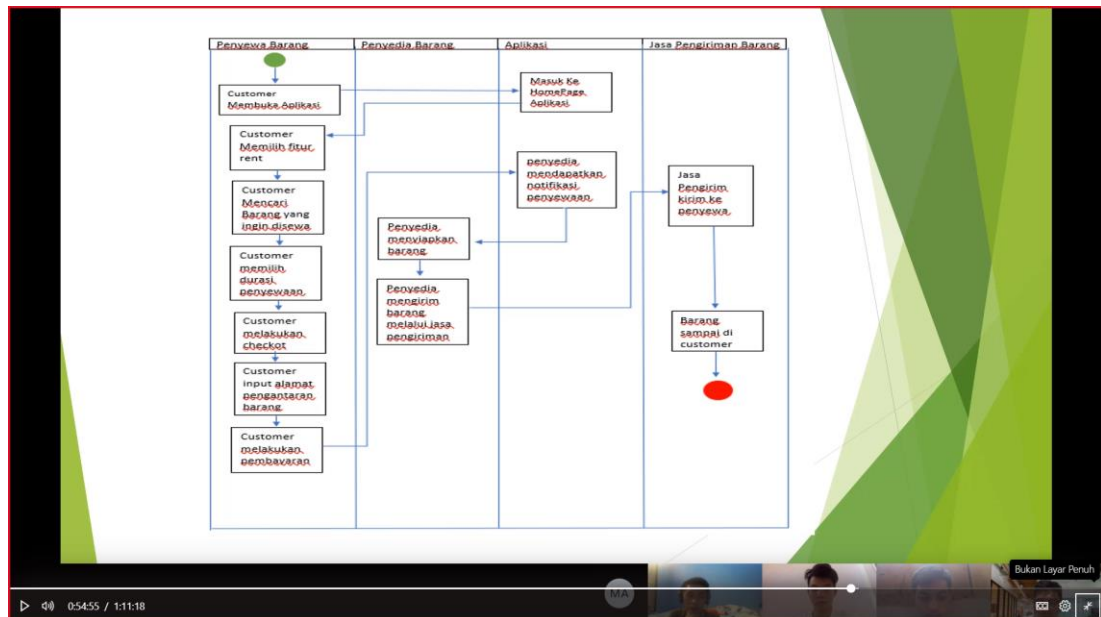 Penyewa Barang
Penyedia Barang
Aplikasi
Jasa Pengirimap Barang
Customer
Membuka Aplikasi
Masuk Ke
HomePage
Aplikasi
Customer
Memilih fitur
rent
Customer
Mencari
Barang yang
ingin disewa
Customer
memilih
durasi
penyewaan
Customer
melakukan
checkot
Customer
input alamat
pengantaran
barang
Customer
melakukan
pembayaran
penyedia
mendapatkan
notifikasi
penyewaan
Penyedia
menyiapkan
barang
Penyedia
mengirim
barang
melalui jasa
pengiriman
Jasa
Pengirim
kirim ke
penyewa
Barang
sampai di
customer
Bukan Layar Penuh
MA
0:54:55 / 1:11:18
CC